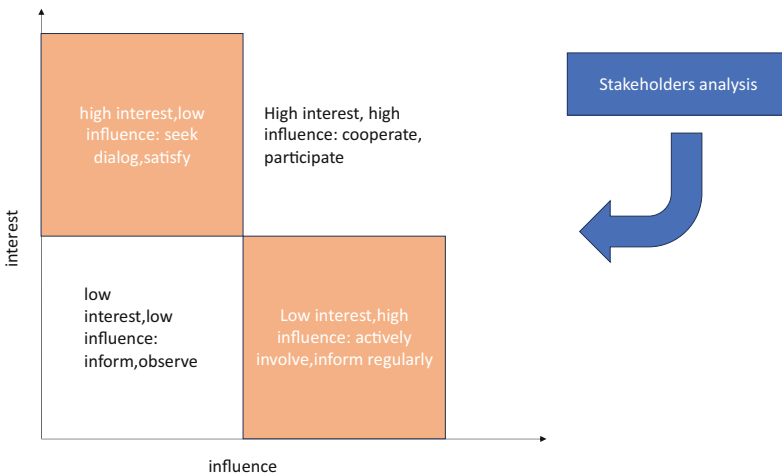 high interest,low
influence: seek
dialog,satisfy
High interest, high
influence: cooperate,
participate
Stakeholders analysis
interest
low
interest,low
influence:
inform,observe
Low interest,high
influence: actively
involve,inform regularly
influence